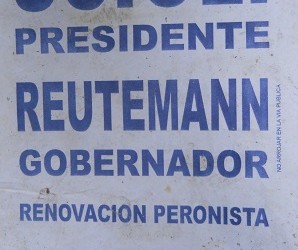 PRESIDENTE
REUTEMANN
GOBERNADOR
RENOVACION PERONISTA
NO ARROJAR EN LA VIA PUBLICA